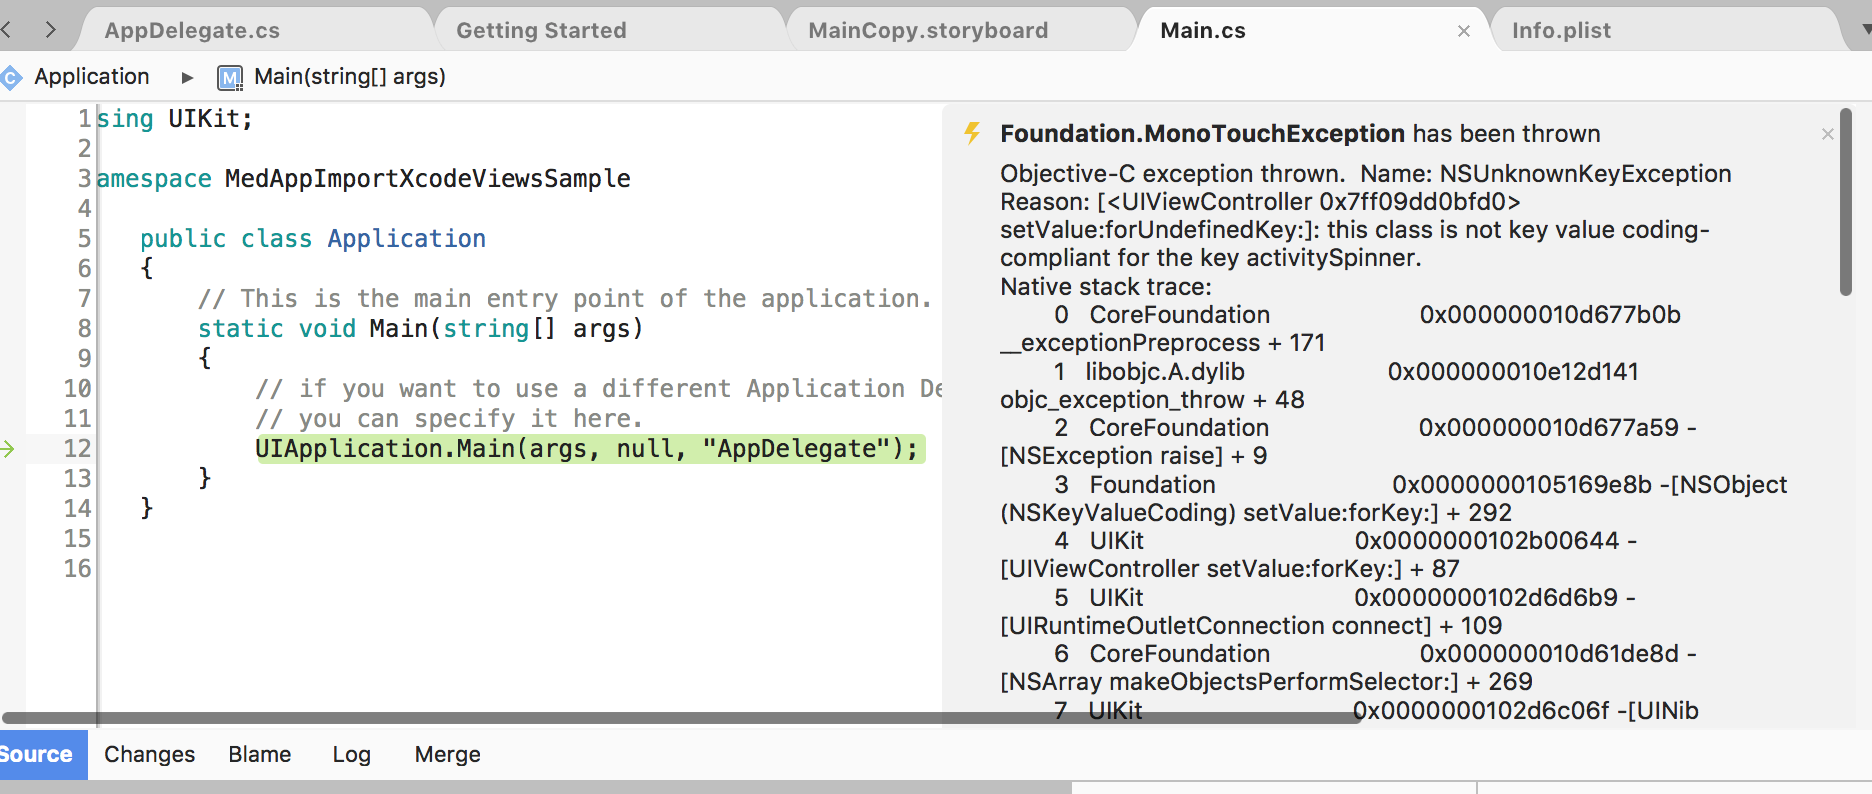 AppDelegate.cs Getting Started MainCopy.storyboard Main.cs × Info.plist
C Application ▸ M Main(string[] args)
1 sing UIKit;
2
3 amespace MedAppImportXcodeViewsSample
4
5 public class Application
6 {
7 // This is the main entry point of the application.
8 static void Main(string[] args)
9 {
10 // if you want to use a different Application De
11 // you can specify it here.
12 UIApplication.Main(args, null, "AppDelegate");
13 }
14 }
15
16
Foundation.MonoTouchException has been thrown ×
Objective-C exception thrown.  Name: NSUnknownKeyException
Reason: [<UIViewController 0x7ff09dd0bfd0>
setValue:forUndefinedKey:]: this class is not key value coding-
compliant for the key activitySpinner.
Native stack trace:
0 CoreFoundation 0x000000010d677b0b
__exceptionPreprocess + 171
1 libobjc.A.dylib 0x000000010e12d141
objc_exception_throw + 48
2 CoreFoundation 0x000000010d677a59 -
[NSException raise] + 9
3 Foundation 0x0000000105169e8b -[NSObject
(NSKeyValueCoding) setValue:forKey:] + 292
4 UIKit 0x0000000102b00644 -
[UIViewController setValue:forKey:] + 87
5 UIKit 0x0000000102d6d6b9 -
[UIRuntimeOutletConnection connect] + 109
6 CoreFoundation 0x000000010d61de8d -
[NSArray makeObjectsPerformSelector:] + 269
7 UIKit 0x0000000102d6c06f -[UINib
Source Changes Blame Log Merge